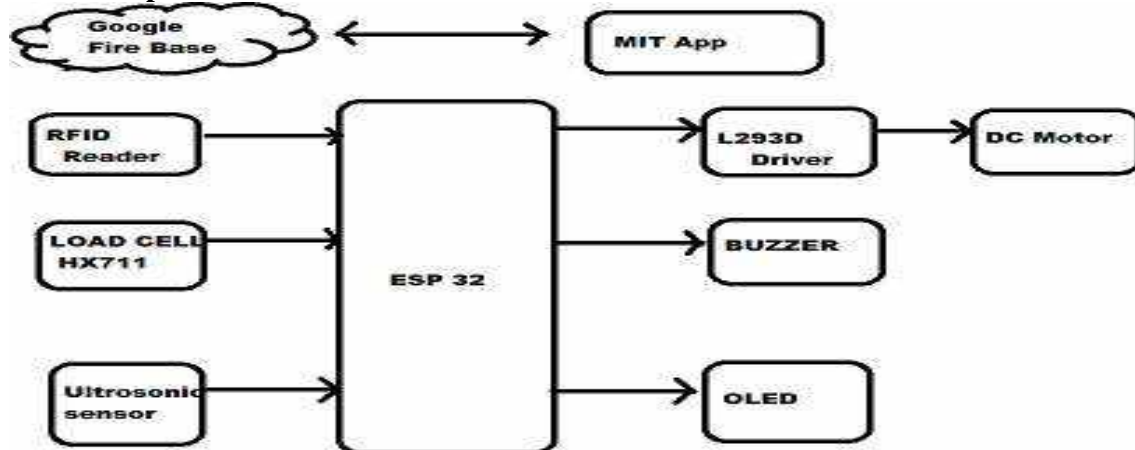 Google
Fire Base
MIT App
RFID
Reader
L293D
Driver
DC Motor
LOAD CELL
HX711
BUZZER
ESP 32
Ultrosonic
sensor
OLED